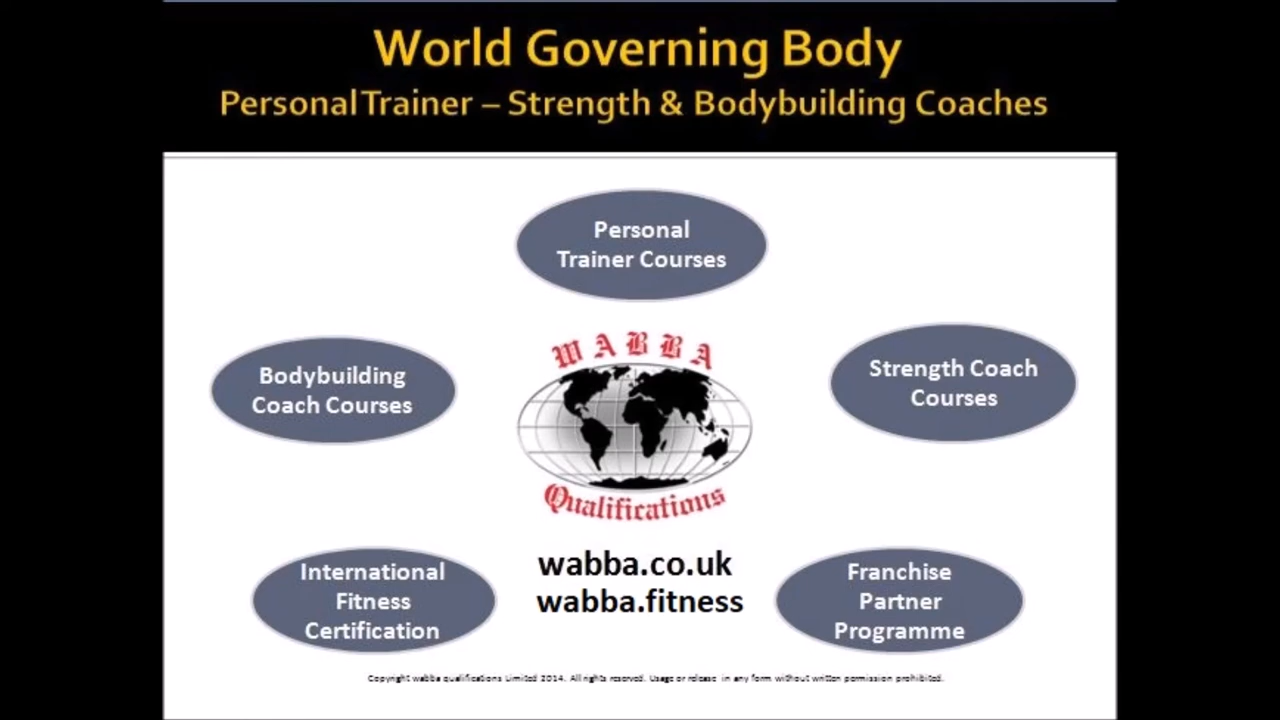 World Governing Body
Personal Trainer – Strength & Bodybuilding Coaches
Personal
Trainer Courses
Bodybuilding
Coach Courses
WABBA
Qualifications
Strength Coach
Courses
International
Fitness
Certification
wabba.co.uk
wabba.fitness
Franchise
Partner
Programme
Copyright wabba qualifications Limited 2014. All rights reserved. Usage or release in any form without written permission prohibited.